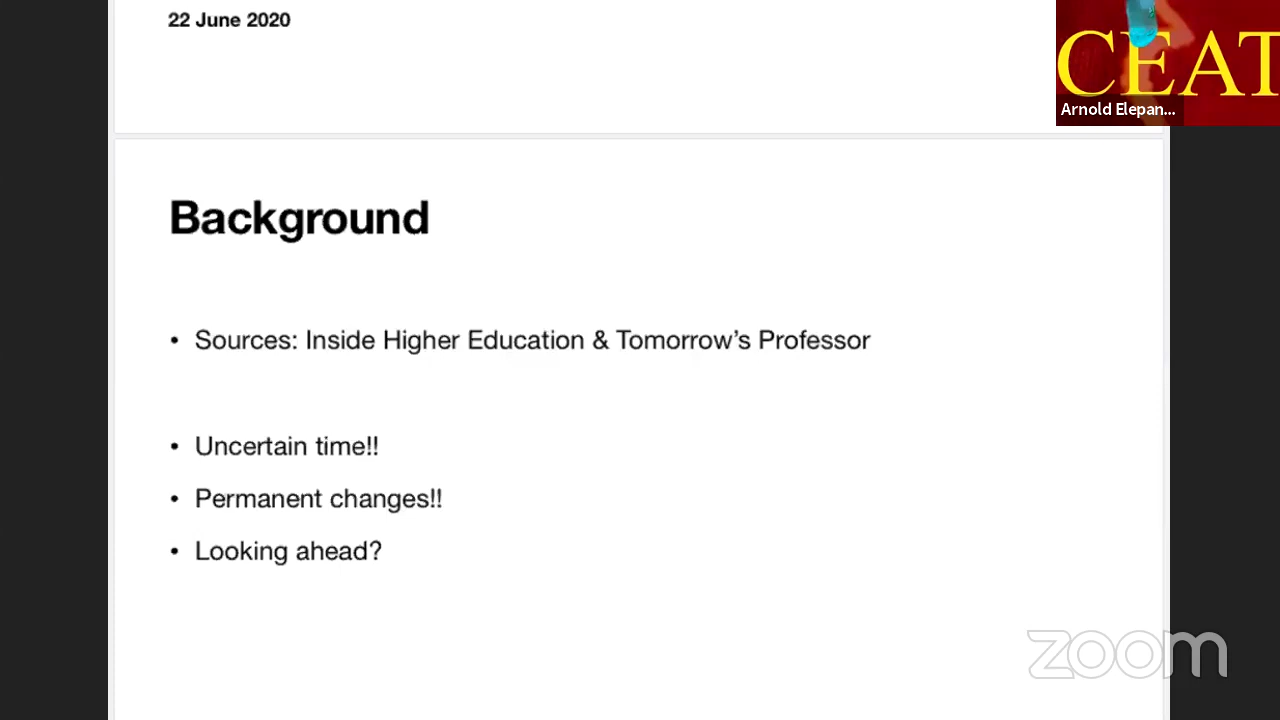 22 June 2020
CEAT
Arnold Elepan...
Background
• Sources: Inside Higher Education & Tomorrow’s Professor
• Uncertain time!!
• Permanent changes!!
• Looking ahead?
zoom